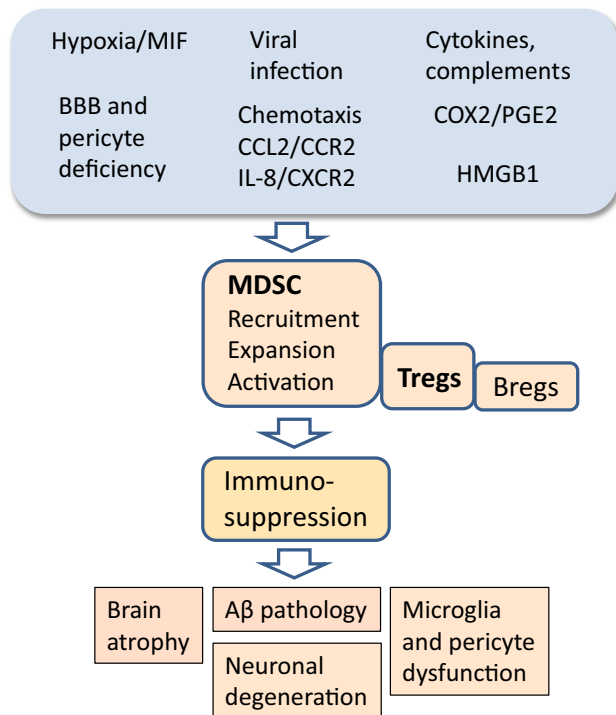 Hypoxia/MIF
BBB and
pericyte
deficiency
Viral
infection
Chemotaxis
CCL2/CCR2
IL-8/CXCR2
Cytokines,
complements
COX2/PGE2
HMGB1
MDSC
Recruitment
Expansion
Activation
Tregs
Bregs
Immuno-
suppression
Brain
atrophy
Aβ pathology
Neuronal
degeneration
Microglia
and pericyte
dysfunction